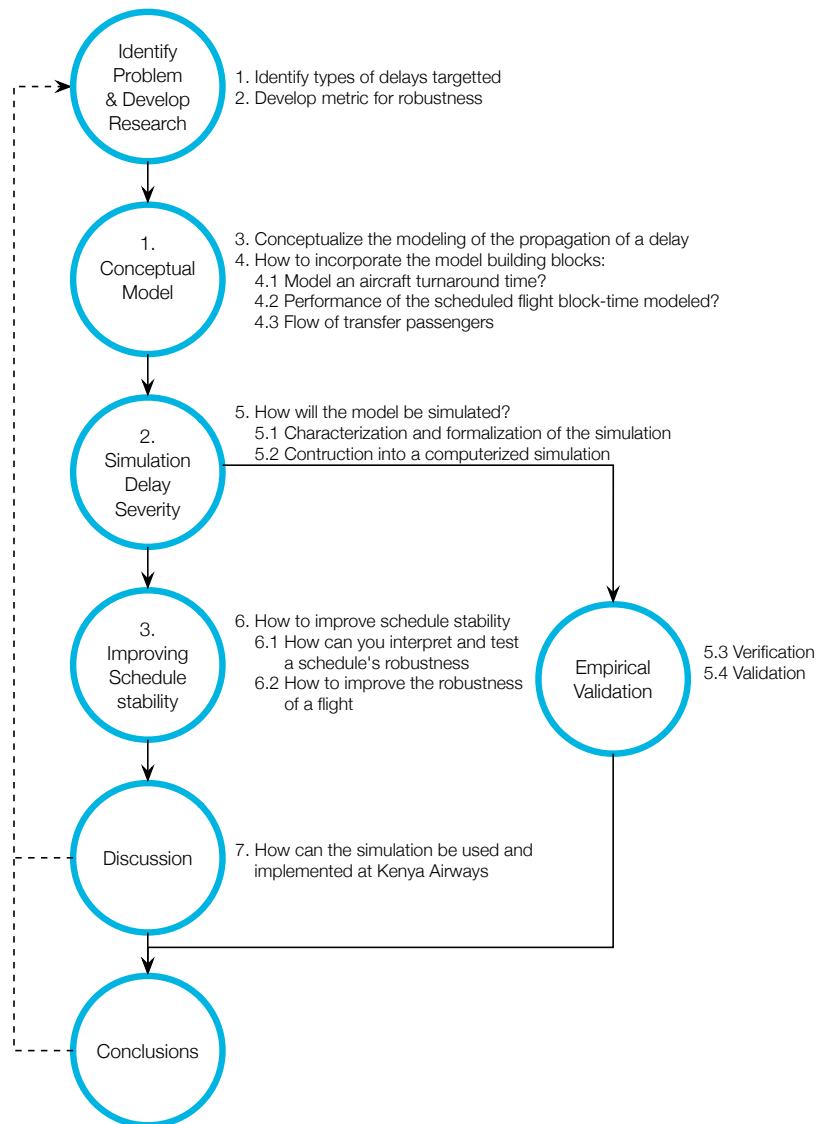 Identify
Problem
& Develop
Research
1. Identify types of delays targetted
2. Develop metric for robustness
1.
Conceptual
Model
3. Conceptualize the modeling of the propagation of a delay
4. How to incorporate the model building blocks:
4.1 Model an aircraft turnaround time?
4.2 Performance of the scheduled flight block-time modeled?
4.3 Flow of transfer passengers
2.
Simulation
Delay
Severity
5. How will the model be simulated?
5.1 Characterization and formalization of the simulation
5.2 Contruction into a computerized simulation
3.
Improving
Schedule
stability
6. How to improve schedule stability
6.1 How can you interpret and test
a schedule's robustness
6.2 How to improve the robustness
of a flight
Empirical
Validation
5.3 Verification
5.4 Validation
Discussion
7. How can the simulation be used and
implemented at Kenya Airways
Conclusions